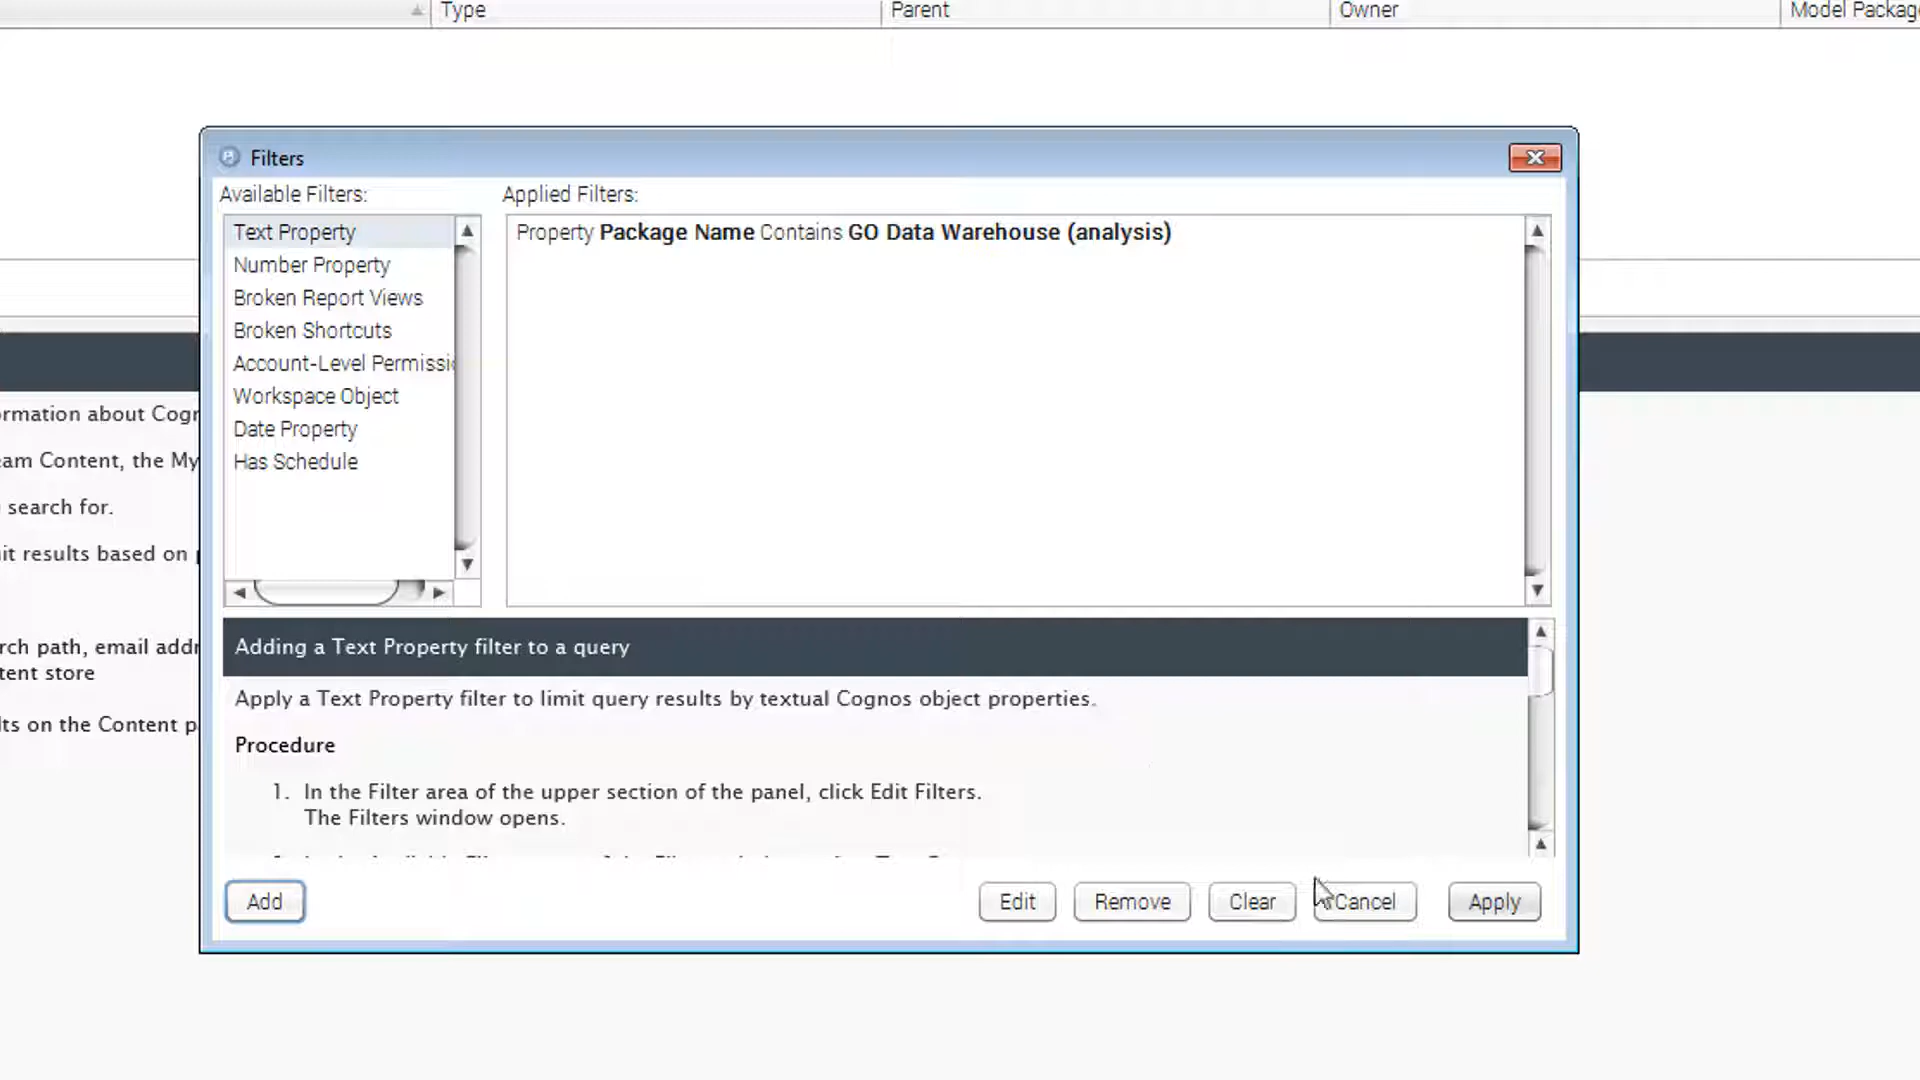 Type
Parent
Owner
Model Packag
Filters
Available Filters:
Applied Filters:
Text Property
Number Property
Broken Report Views
Broken Shortcuts
Account-Level Permissi
Workspace Object
Date Property
Has Schedule
Property Package Name Contains GO Data Warehouse (analysis)
rmation about Cogn
eam Content, the My
search for.
it results based on
rch path, email addr
tent store
lts on the Content p
Adding a Text Property filter to a query
Apply a Text Property filter to limit query results by textual Cognos object properties.
Procedure
1. In the Filter area of the upper section of the panel, click Edit Filters.
The Filters window opens.
Add
Edit
Remove
Clear
Cancel
Apply